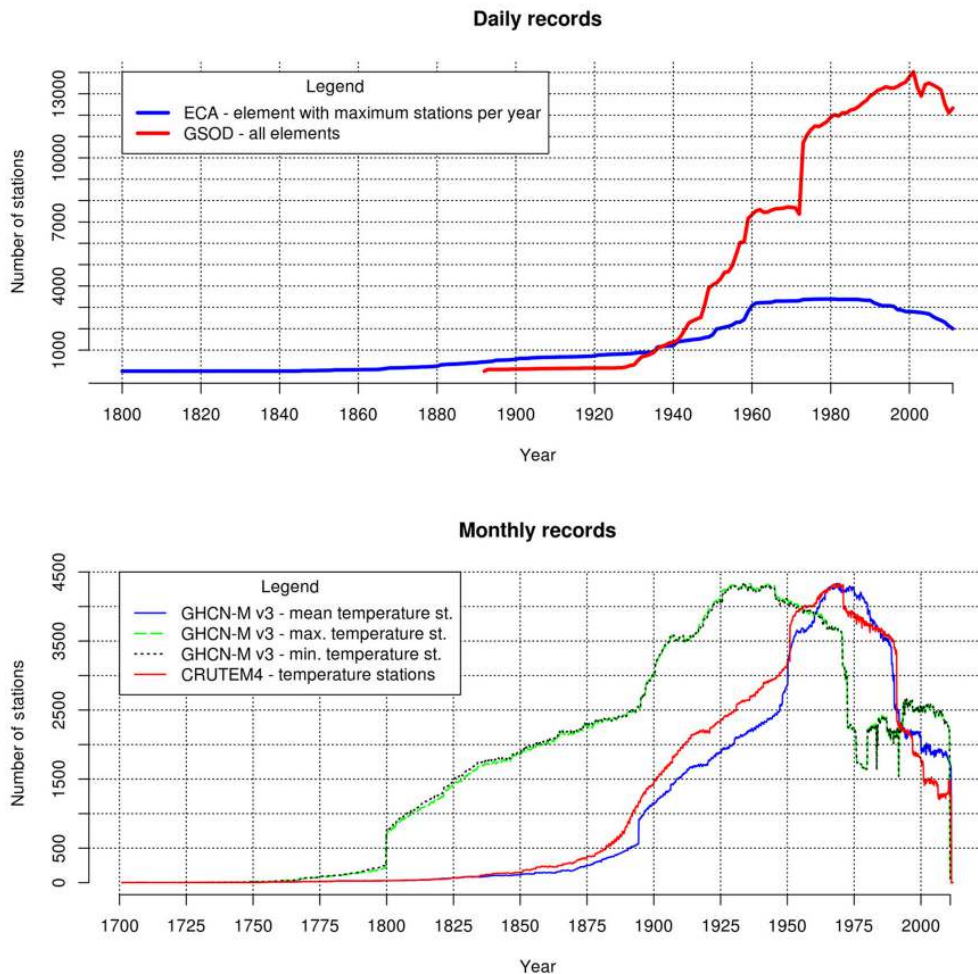 Daily records
Number of stations
13000
10000
7000
4000
1000
Legend
ECA - element with maximum stations per year
GSOD - all elements
1800 1820 1840 1860 1880 1900 1920 1940 1960 1980 2000
Year
Monthly records
Number of stations
4500
3500
2500
1500
500
0
Legend
GHCN-M v3 - mean temperature st.
GHCN-M v3 - max. temperature st.
GHCN-M v3 - min. temperature st.
CRUTEM4 - temperature stations
1700 1725 1750 1775 1800 1825 1850 1875 1900 1925 1950 1975 2000
Year